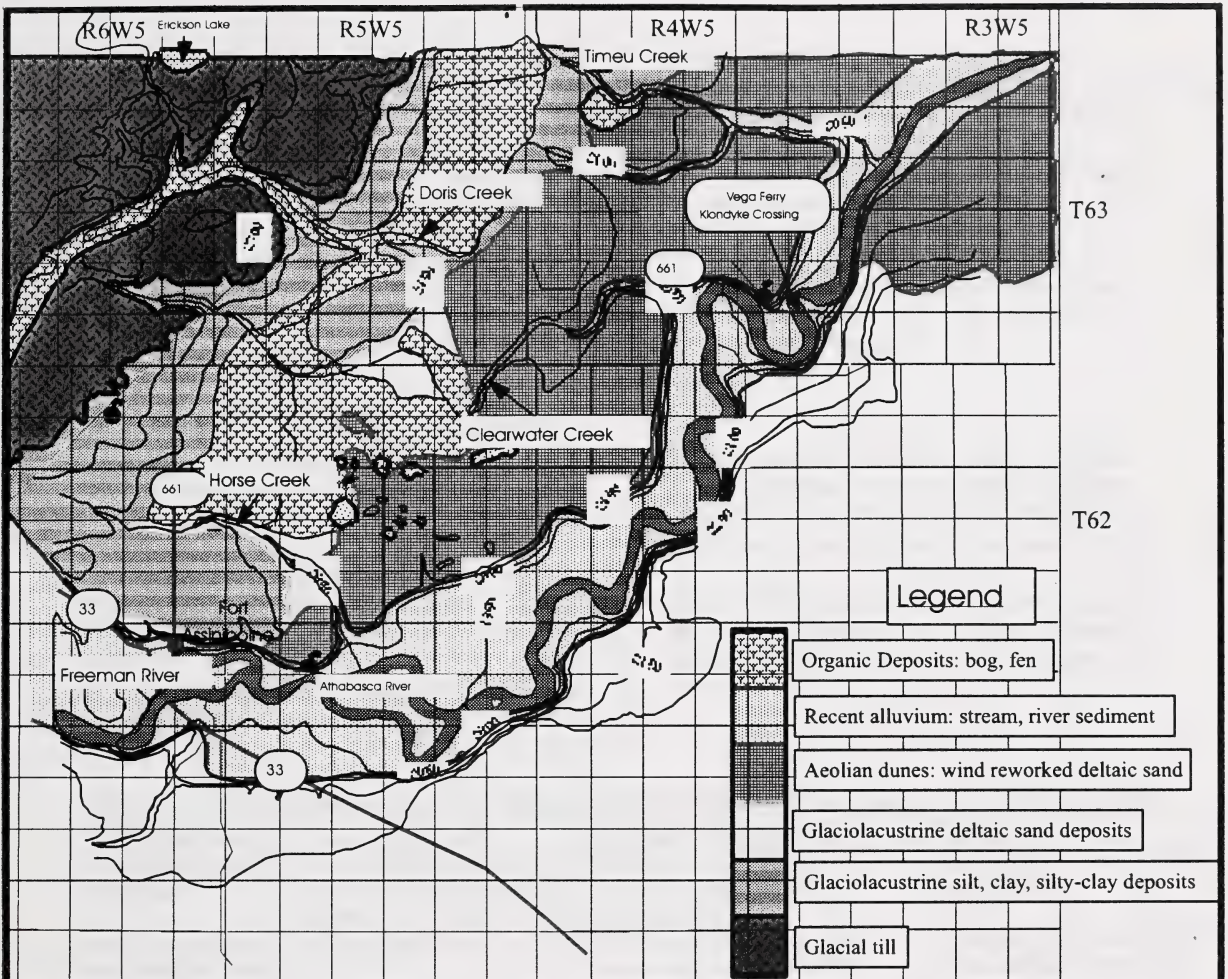 R6W5
Erickson Lake
R5W5
R4W5
R3W5
Timeu Creek
Doris Creek
Vega Ferry
Klondyke Crossing
T63
661
Clearwater Creek
661
Horse Creek
T62
33
Fort
Assiniboine
Freeman River
Athabasca River
33
Legend
Organic Deposits: bog, fen
Recent alluvium: stream, river sediment
Aeolian dunes: wind reworked deltaic sand
Glaciolacustrine deltaic sand deposits
Glaciolacustrine silt, clay, silty-clay deposits
Glacial till